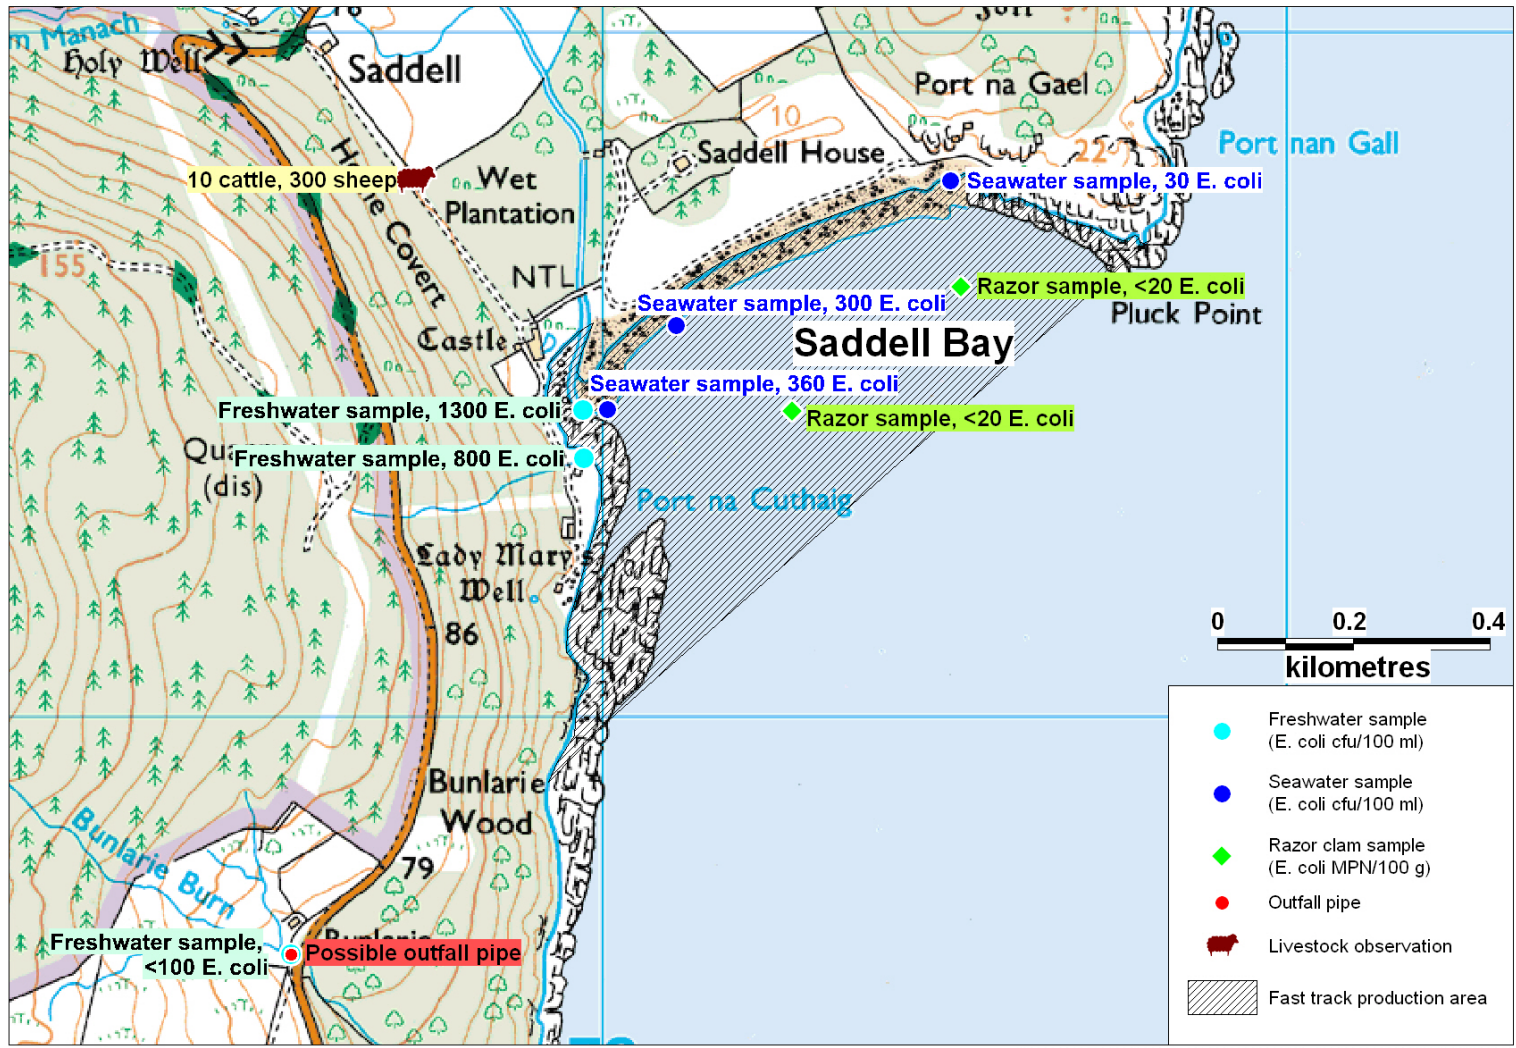 m Manach
Holy Well
Saddell
Port na Gael
10
Port nan Gall
22
Saddell House
10 cattle, 300 sheep
Wet
Plantation
Home Covert
Seawater sample, 30 E. coli
155
NTL
Razor sample, <20 E. coli
Pluck Point
Seawater sample, 300 E. coli
Saddell Bay
Castle
Seawater sample, 360 E. coli
Freshwater sample, 1300 E. coli
Razor sample, <20 E. coli
Freshwater sample, 800 E. coli
(dis)
Port na Cuthaig
Lady Mary's
Well
86
0 0.2 0.4
kilometres
Bunlarie
Wood
79
Bunlarie Burn
Freshwater sample,
<100 E. coli
Possible outfall pipe
Freshwater sample
(E. coli cfu/100 ml)
Seawater sample
(E. coli cfu/100 ml)
Razor clam sample
(E. coli MPN/100 g)
Outfall pipe
Livestock observation
Fast track production area